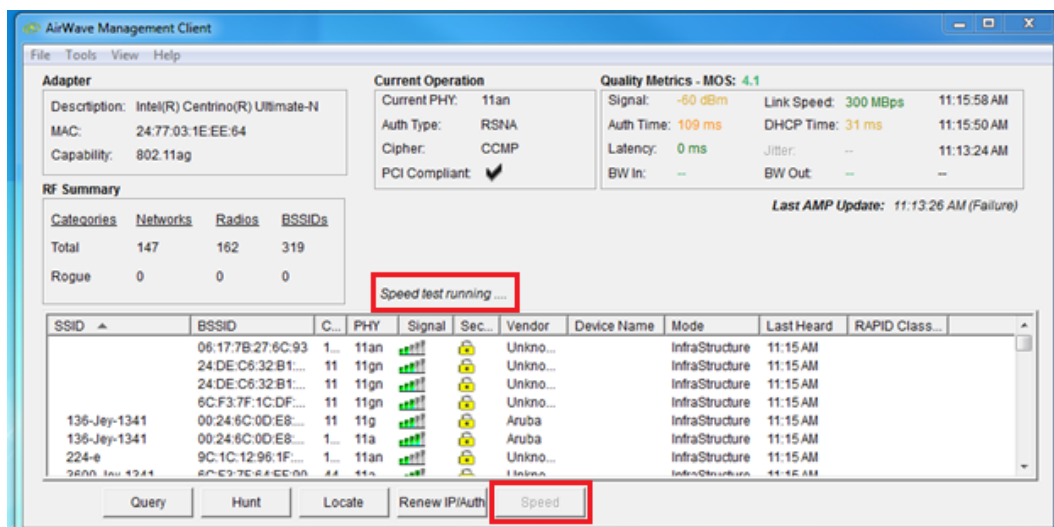 AirWave Management Client
File Tools View Help
Adapter
Descrtiption: Intel(R) Centrino(R) Ultimate-N
MAC: 24:77:03:1E:EE:64
Capability: 802.11ag
Current Operation
Current PHY: 11an
Auth Type: RSNA
Cipher: CCMP
PCI Compliant
Quality Metrics - MOS: 4.1
Signal: -60 dBm Link Speed: 300 MBps 11:15:58 AM
Auth Time: 109 ms DHCP Time: 31 ms 11:15:50 AM
Latency: 0 ms Jitter: -- 11:13:24 AM
BW In: -- BW Out: -- --
RF Summary
Categories Networks Radios BSSIDs
Total 147 162 319
Rogue 0 0 0
Last AMP Update: 11:13:26 AM (Failure)
Speed test running ....
SSID BSSID C... PHY Signal Sec... Vendor Device Name Mode Last Heard RAPID Class...
06:17:7B:27:6C:93 1... 11an Unkno... InfraStructure 11:15 AM
24:DE:C6:32:B1:... 11 11gn Unkno... InfraStructure 11:15 AM
24:DE:C6:32:B1:... 11 11gn Unkno... InfraStructure 11:15 AM
6C:F3:7F:1C:DF:... 11 11gn Unkno... InfraStructure 11:15 AM
136-Jey-1341 00:24:6C:0D:E8:... 11 11g Aruba InfraStructure 11:15 AM
136-Jey-1341 00:24:6C:0D:E8:... 1... 11a Aruba InfraStructure 11:15 AM
224-e 9C:1C:12:96:1F:... 1... 11an Unkno... InfraStructure 11:15 AM
Query Hunt Locate Renew IP/Auth Speed